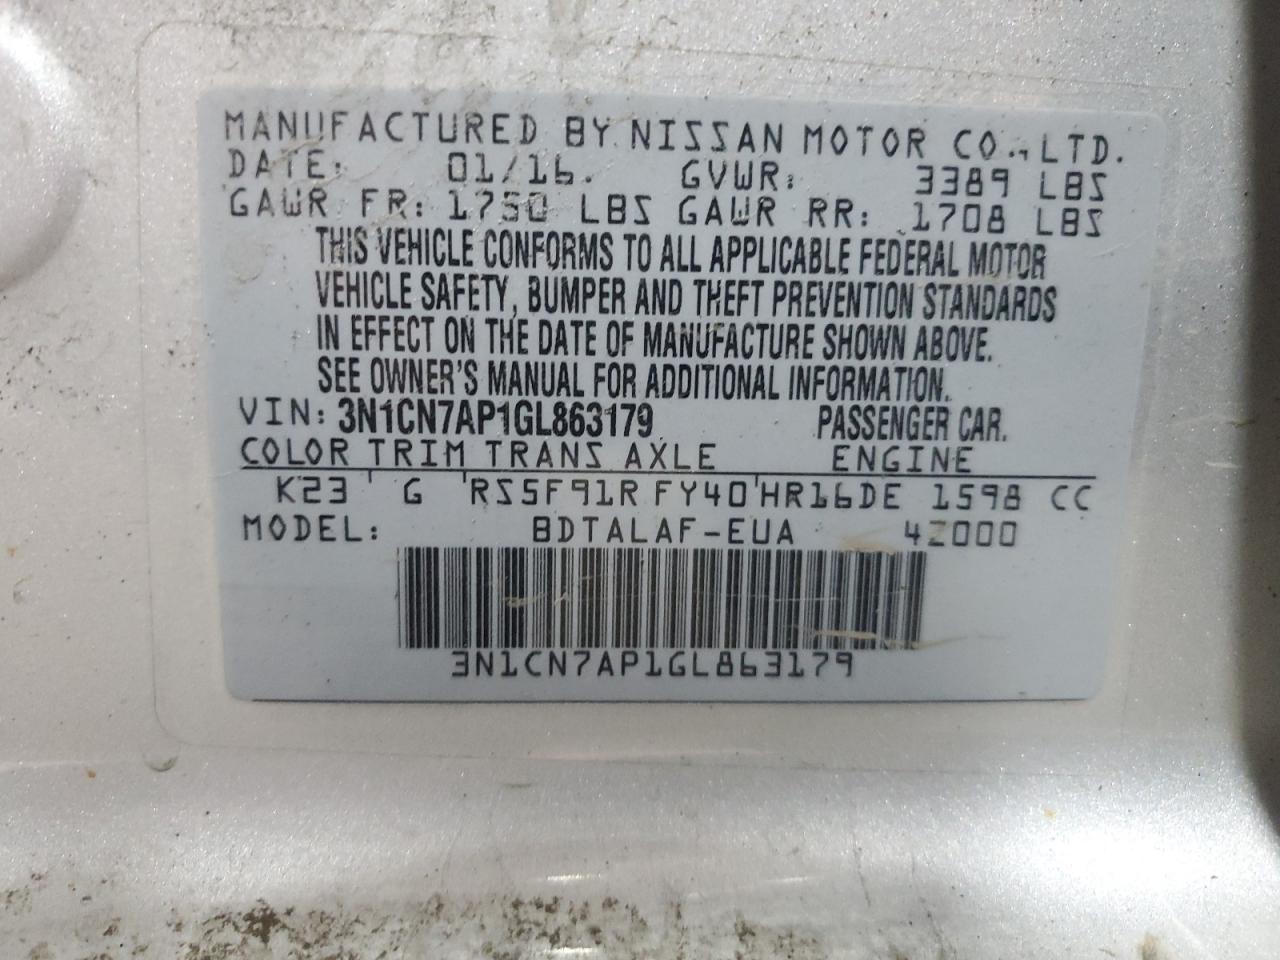 MANUFACTURED BY NISSAN MOTOR CO., LTD.
DATE: 01/16. GVWR: 3389 LBS
GAWR FR: 1750 LBS GAWR RR: 1708 LBS
THIS VEHICLE CONFORMS TO ALL APPLICABLE FEDERAL MOTOR
VEHICLE SAFETY, BUMPER AND THEFT PREVENTION STANDARDS
IN EFFECT ON THE DATE OF MANUFACTURE SHOWN ABOVE.
SEE OWNER'S MANUAL FOR ADDITIONAL INFORMATION.
VIN: 3N1CN7AP1GL863179 PASSENGER CAR.
COLOR TRIM TRANS AXLE ENGINE
K23 G RS5F91R FY40 HR16DE 1598 CC
MODEL: BDTALAF-EUA 4Z000
3N1CN7AP1GL863179